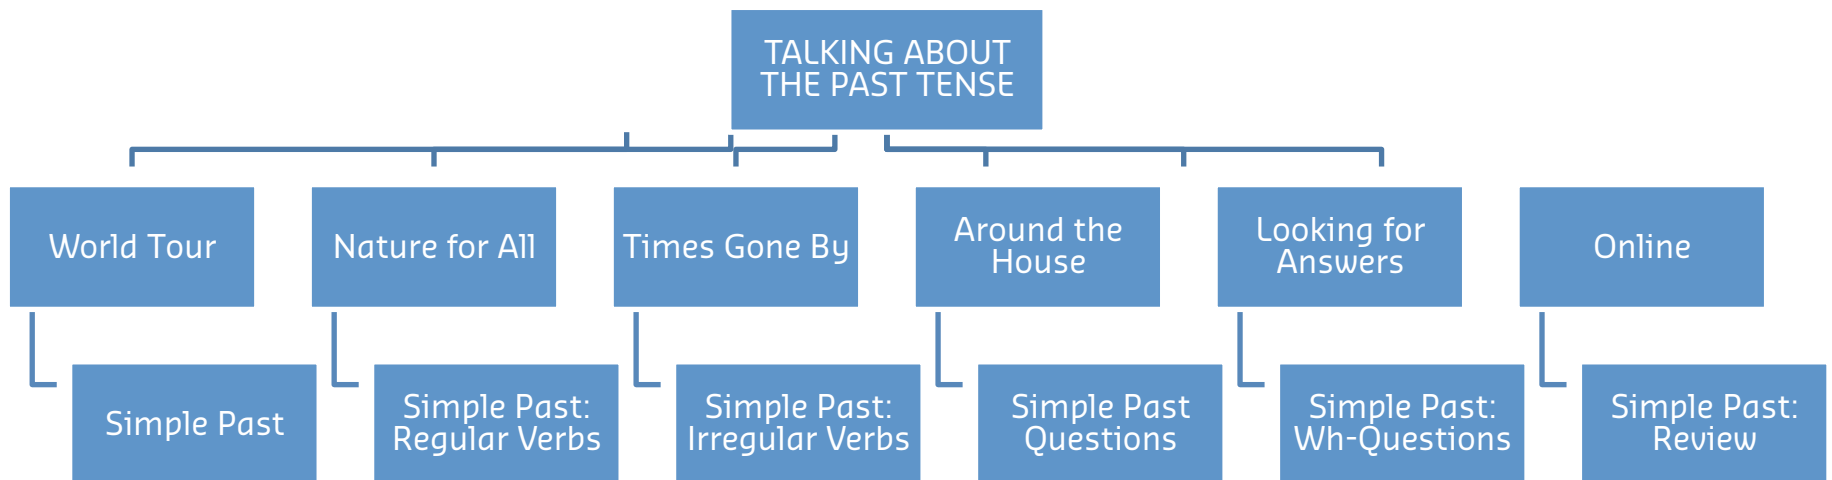 TALKING ABOUT
THE PAST TENSE
World Tour
Nature for All
Times Gone By
Around the
House
Looking for
Answers
Online
Simple Past
Simple Past:
Regular Verbs
Simple Past:
Irregular Verbs
Simple Past
Questions
Simple Past:
Wh-Questions
Simple Past:
Review